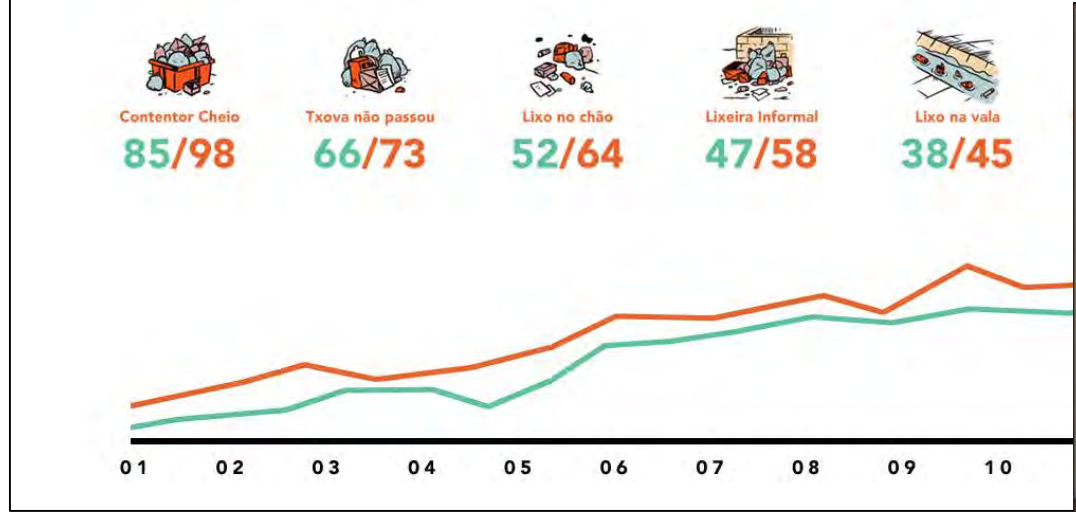 Contentor Cheio
85/98
Txova não passou
66/73
Lixo no chão
52/64
Lixeira Informal
47/58
Lixo na vala
38/45
01 02 03 04 05 06 07 08 09 10